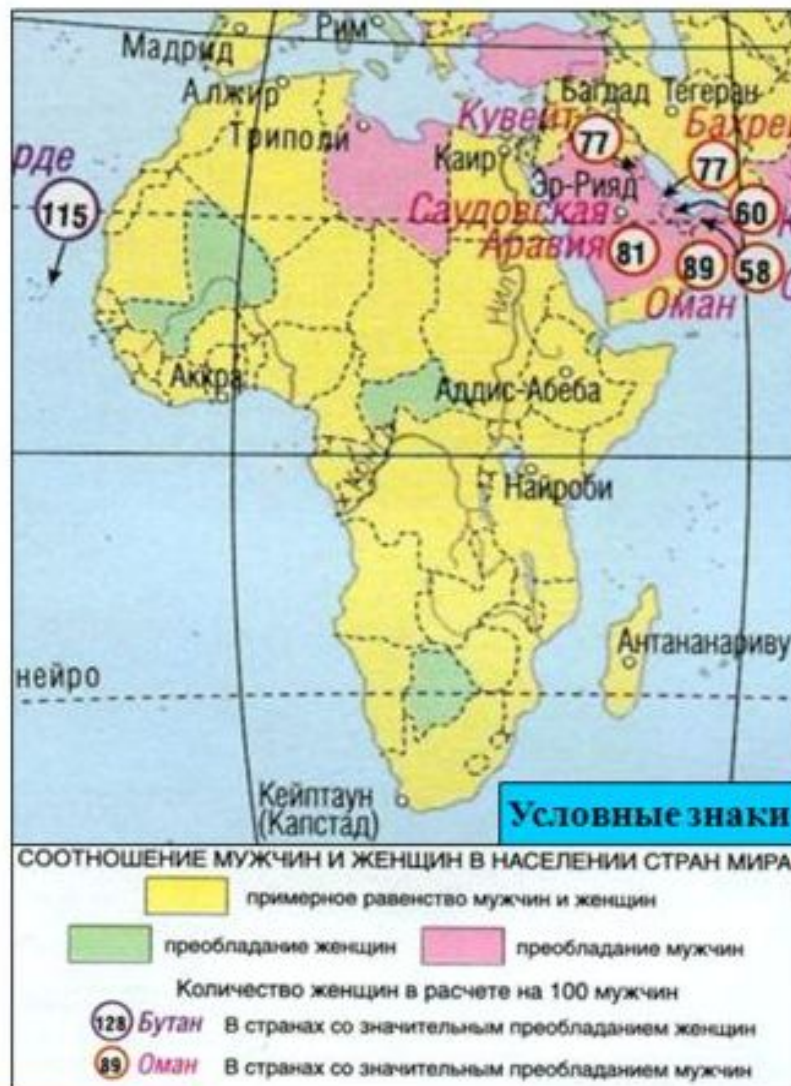 Рим
Мадрид
Алжир
Багдад Тегеран
Кувейт
Бахре
Триполи
Каир
77
77
рде
Эр-Рияд
115
Саудовская
Аравия
60
81
89
58
Оман
Нил
Аккра
Аддис-Абеба
Конго
Найроби
Антананариву
нейро
Кейптаун
(Капстад)
Условные знаки
СООТНОШЕНИЕ МУЖЧИН И ЖЕНЩИН В НАСЕЛЕНИИ СТРАН МИРА
примерное равенство мужчин и женщин
преобладание женщин
преобладание мужчин
Количество женщин в расчете на 100 мужчин
128 Бутан В странах со значительным преобладанием женщин
89 Оман В странах со значительным преобладанием мужчин